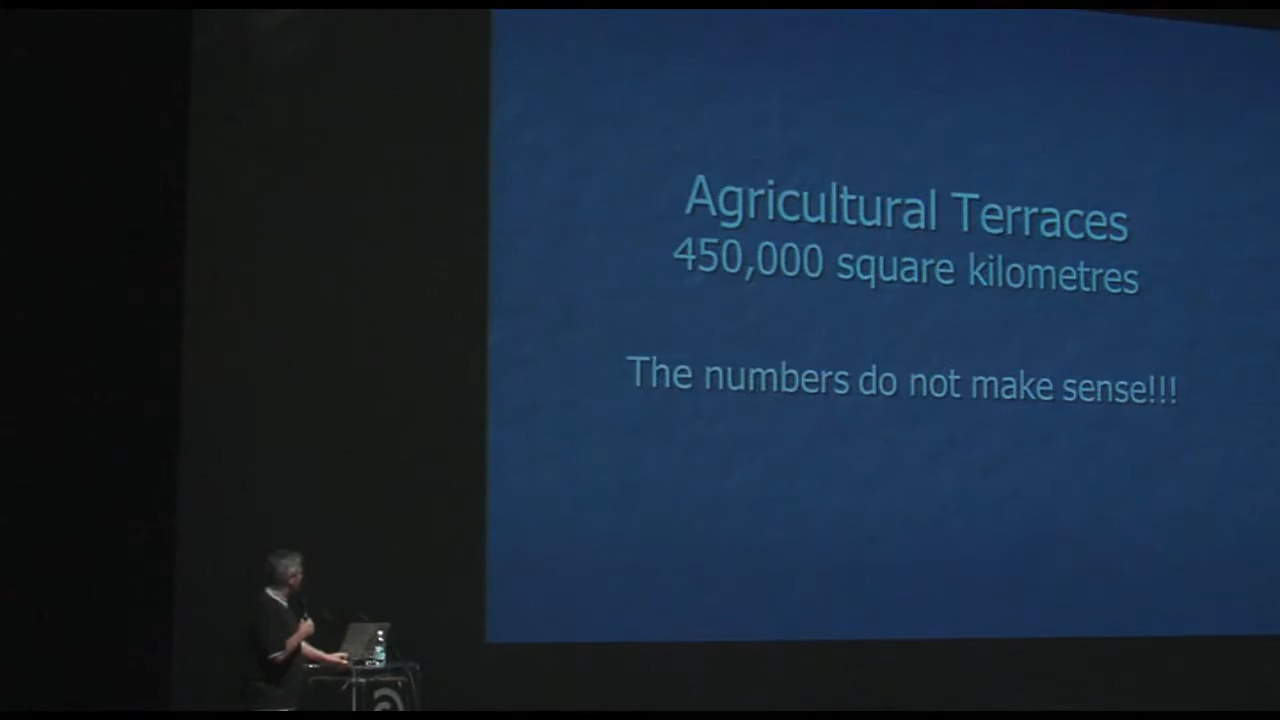 Agricultural Terraces
450,000 square kilometres
The numbers do not make sense!!!